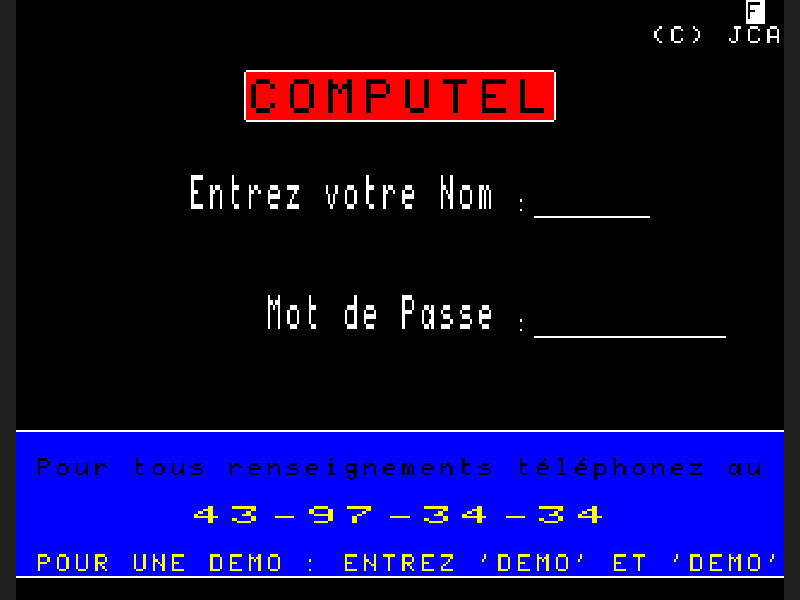 F
(C) JCA
COMPUTEL
Entrez votre Nom :
Mot de Passe :
Pour tous renseignements téléphonez au
43-97-34-34
POUR UNE DEMO : ENTREZ 'DEMO' ET 'DEMO'